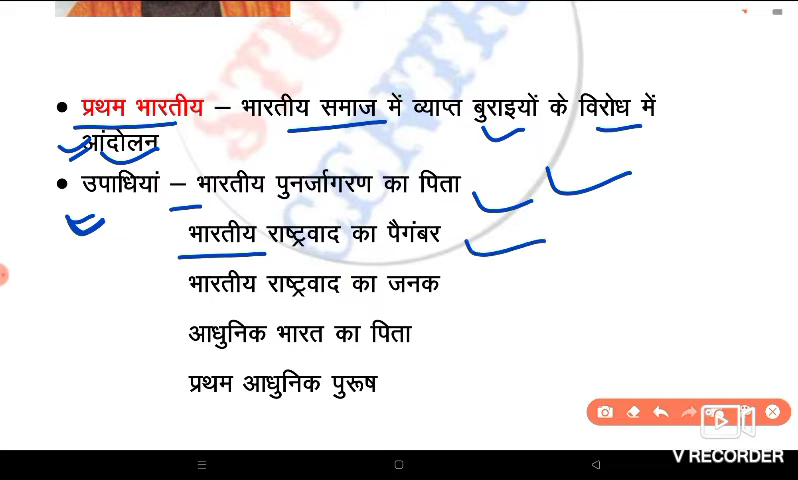 • प्रथम भारतीय – भारतीय समाज में व्याप्त बुराइयों के विरोध में
आंदोलन
• उपाधियां – भारतीय पुनर्जागरण का पिता
भारतीय राष्ट्रवाद का पैगंबर
भारतीय राष्ट्रवाद का जनक
आधुनिक भारत का पिता
प्रथम आधुनिक पुरूष
V RECORDER